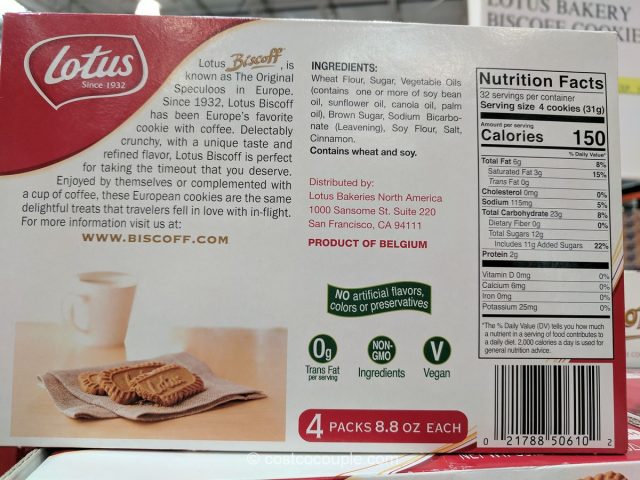 LOTUS BAKERY
BISCOFF COOKIE
Lotus
Since 1932
Lotus Biscoff, is
known as The Original
Speculoos in Europe.
Since 1932, Lotus Biscoff
has been Europe's favorite
cookie with coffee. Delectably
crunchy, with a unique taste and
refined flavor, Lotus Biscoff is perfect
for taking the timeout that you deserve.
Enjoyed by themselves or complemented with
a cup of coffee, these European cookies are the same
delightful treats that travelers fell in love with in-flight.
For more information visit us at:
WWW.BISCOFF.COM
INGREDIENTS:
Wheat Flour, Sugar, Vegetable Oils
(contains one or more of soy bean
oil, sunflower oil, canola oil, palm
oil), Brown Sugar, Sodium Bicarbo-
nate (Leavening), Soy Flour, Salt,
Cinnamon.
Contains wheat and soy.
Distributed by:
Lotus Bakeries North America
1000 Sansome St. Suite 220
San Francisco, CA 94111
PRODUCT OF BELGIUM
NO artificial flavors,
colors or preservatives
0g
Trans Fat
per serving
NON-
GMO
Ingredients
V
Vegan
4 PACKS 8.8 OZ EACH
Nutrition Facts
32 servings per container
Serving size 4 cookies (31g)
Amount per serving
Calories 150
% Daily Value*
Total Fat 6g 8%
Saturated Fat 3g 15%
Trans Fat 0g
Cholesterol 0mg 0%
Sodium 115mg 5%
Total Carbohydrate 23g 8%
Dietary Fiber 0g 0%
Total Sugars 12g
Includes 11g Added Sugars 22%
Protein 2g
Vitamin D 0mg 0%
Calcium 6mg 0%
Iron 0mg 0%
Potassium 25mg 0%
*The % Daily Value (DV) tells you how much
a nutrient in a serving of food contributes to
a daily diet. 2,000 calories a day is used for
general nutrition advice.
0 21788 50610 2
costcocouple.com